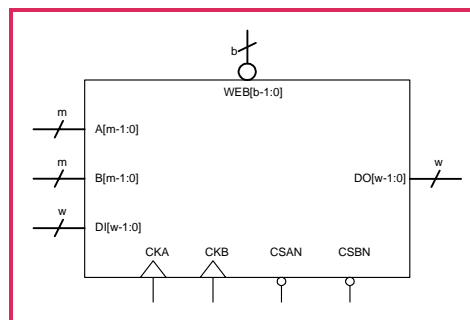 b
WEB[b-1:0]
m
A[m-1:0]
m
B[m-1:0]
DO[w-1:0]
w
w
DI[w-1:0]
CKA CKB CSAN CSBN